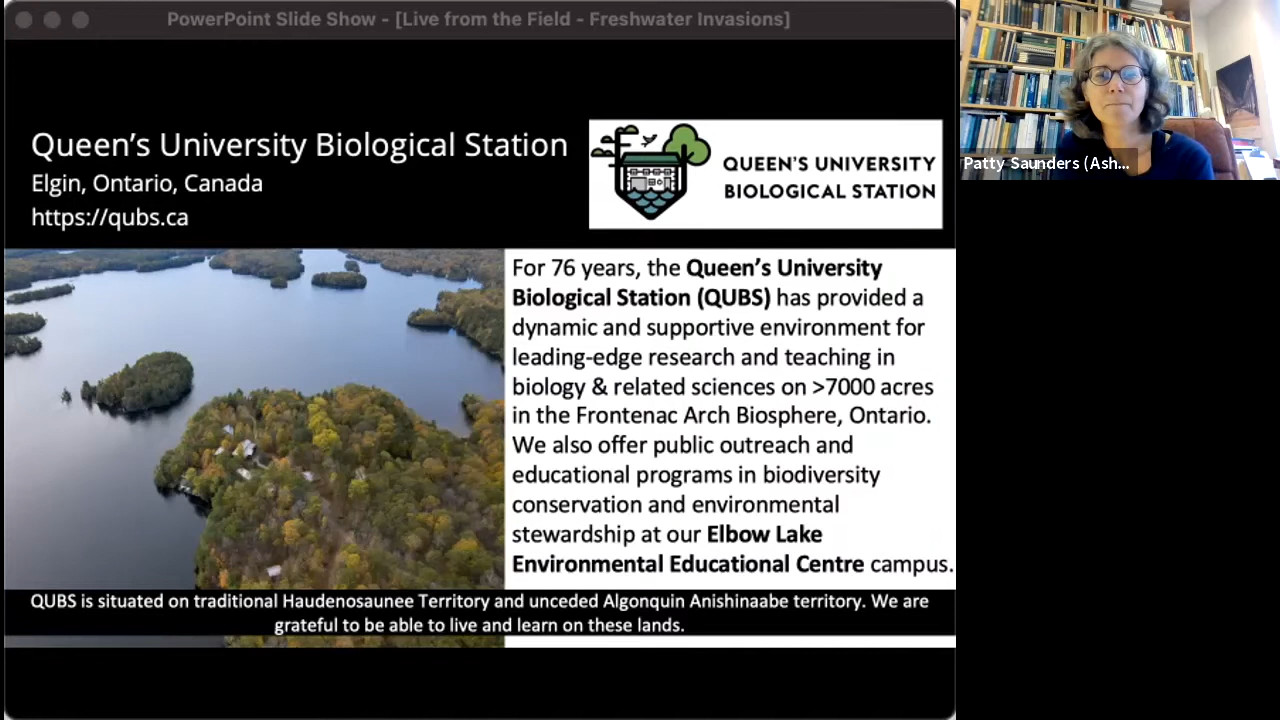 PowerPoint Slide Show - [Live from the Field - Freshwater Invasions]
Queen's University Biological Station
Elgin, Ontario, Canada
https://qubs.ca
QUEEN'S UNIVERSITY
BIOLOGICAL STATION
Patty Saunders (Ash...
For 76 years, the Queen's University
Biological Station (QUBS) has provided a
dynamic and supportive environment for
leading-edge research and teaching in
biology & related sciences on >7000 acres
in the Frontenac Arch Biosphere, Ontario.
We also offer public outreach and
educational programs in biodiversity
conservation and environmental
stewardship at our Elbow Lake
Environmental Educational Centre campus.
QUBS is situated on traditional Haudenosaunee Territory and unceded Algonquin Anishinaabe territory. We are
grateful to be able to live and learn on these lands.